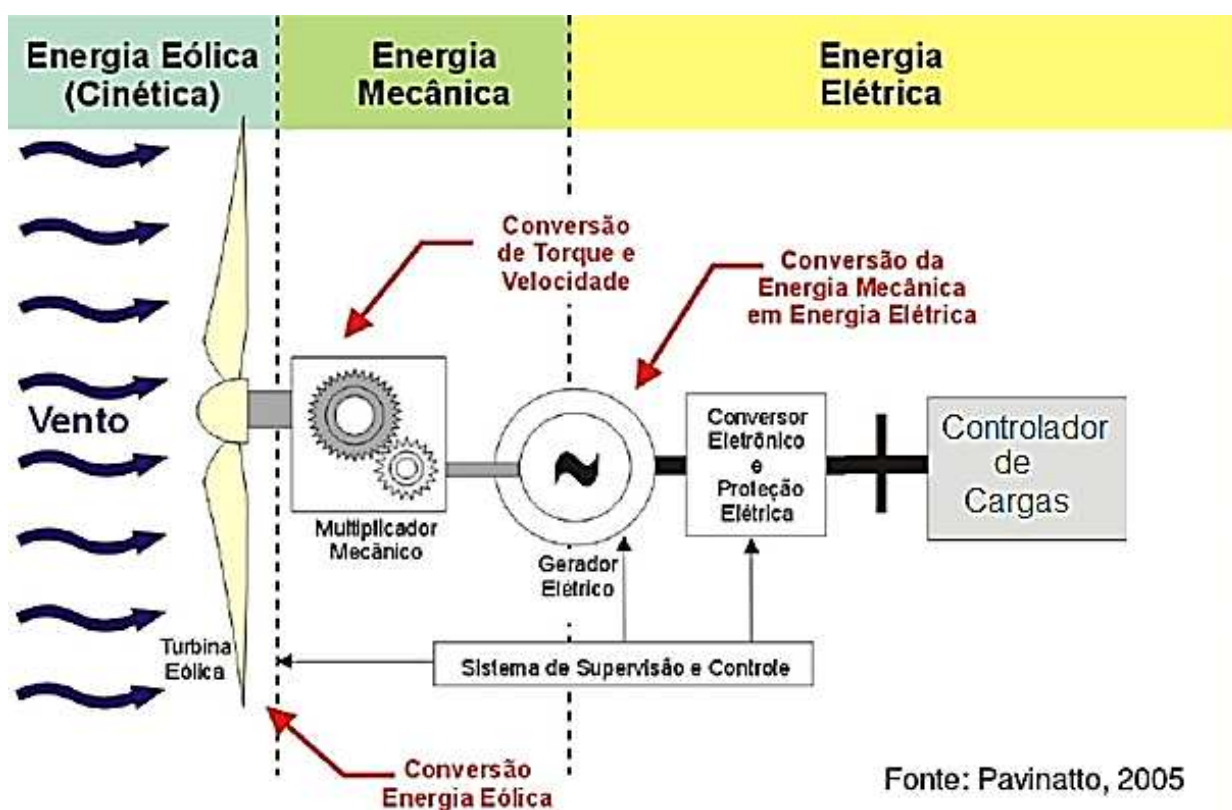 Energia Eólica
(Cinética)
Energia
Mecânica
Energia
Elétrica
Conversão
de Torque e
Velocidade
Conversão da
Energia Mecânica
em Energia Elétrica
Vento
Multiplicador
Mecânico
Gerador
Elétrico
Conversor
Eletrônico
e
Proteção
Elétrica
Controlador
de
Cargas
Turbina
Eólica
Sistema de Supervisão e Controle
Conversão
Energia Eólica
Fonte: Pavinatto, 2005